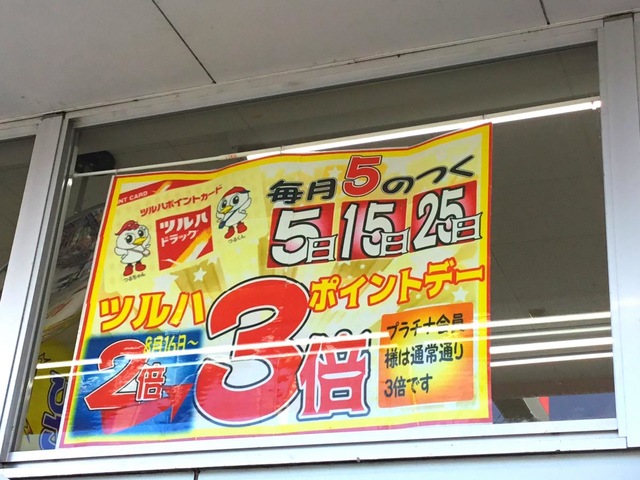 NT CARD
ツルハポイントカード
ツルハ
ドラッグ
つるちゃん
つるくん
毎月5のつく
5日 15日 25日
ツルハ
ポイントデー
8月16日～
2倍
3倍
プラチナ会員
様は通常通り
3倍です